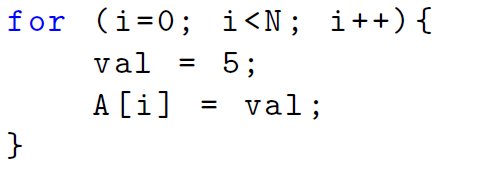 for (i=0; i<N; i++){
    val = 5;
    A[i] = val;
}